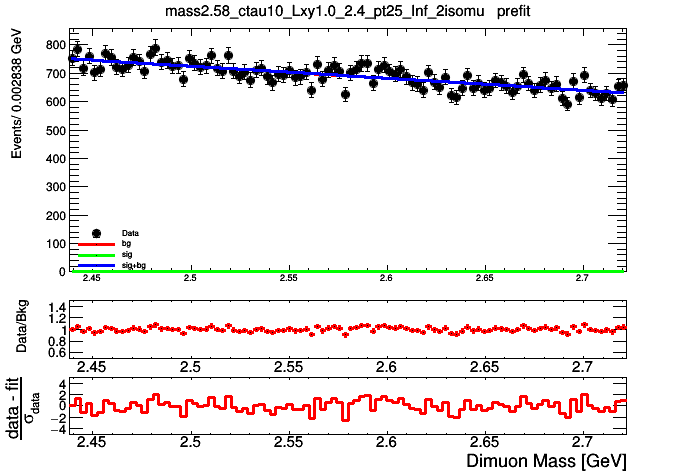 mass2.58_ctau10_Lxy1.0_2.4_pt25_Inf_2isomu prefit
Events/ 0.002838 GeV
800
700
600
500
400
300
200
100
0
Data
bg
sig
sig+bg
2.45 2.5 2.55 2.6 2.65 2.7
Data/Bkg
1.4
1.2
1
0.8
0.6
2.45 2.5 2.55 2.6 2.65 2.7
data - fit
σdata
4
2
0
−2
−4
2.45 2.5 2.55 2.6 2.65 2.7
Dimuon Mass [GeV]